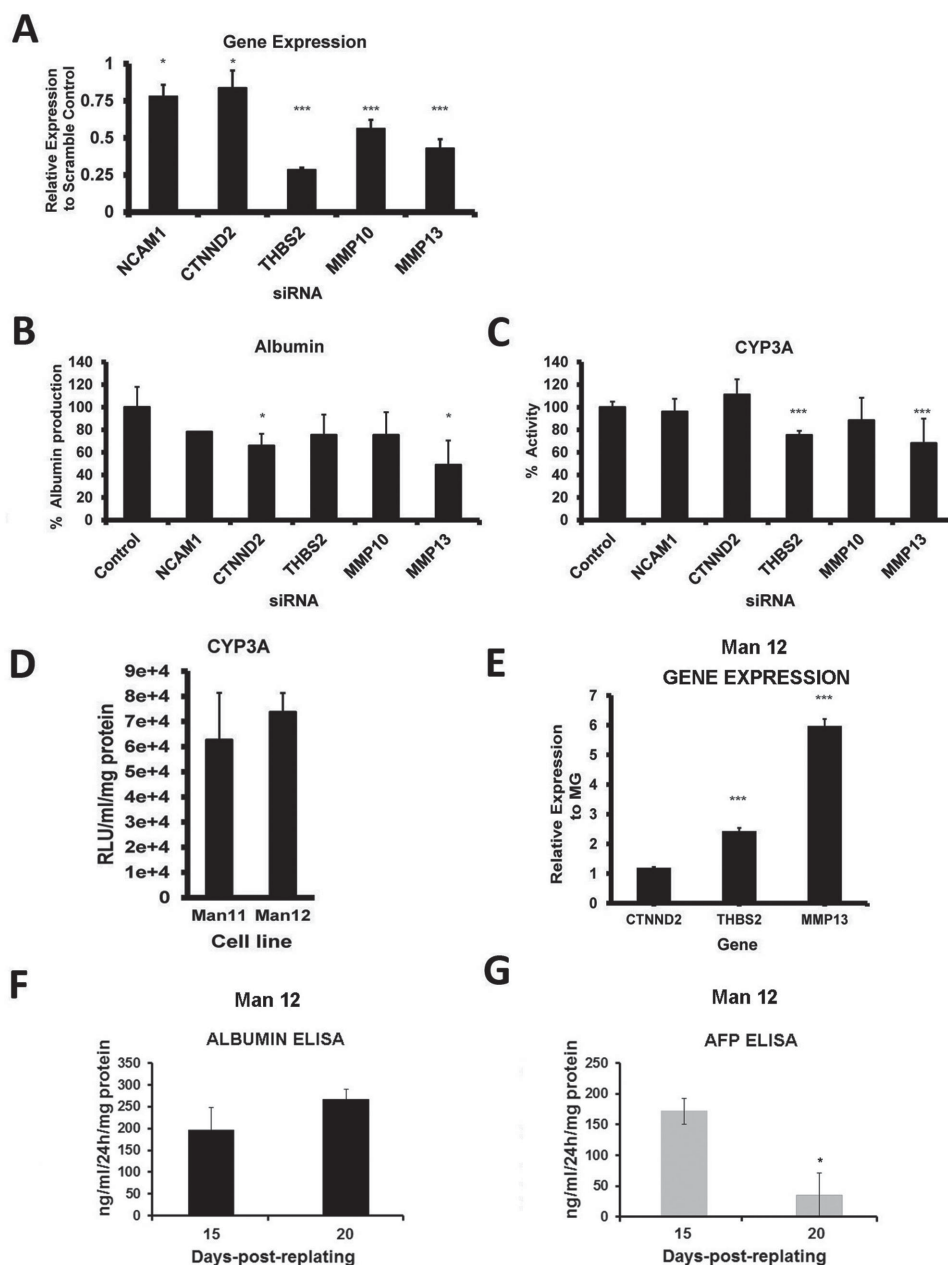 A
Gene Expression
Relative Expression
to Scramble Control
1
0.75
0.5
0.25
0
*
*
***
***
***
NCAM1
CTNND2
THBS2
MMP10
MMP13
siRNA
B
Albumin
% Albumin production
140
120
100
80
60
40
20
0
*
*
Control
NCAM1
CTNND2
THBS2
MMP10
MMP13
siRNA
C
CYP3A
% Activity
140
120
100
80
60
40
20
0
***
***
Control
NCAM1
CTNND2
THBS2
MMP10
MMP13
siRNA
D
CYP3A
RLU/ml/mg protein
9e+4
8e+4
7e+4
6e+4
7e+4
4e+4
3e+4
2e+4
1e+4
0
Man11 Man12
Cell line
E
Man 12
GENE EXPRESSION
Relative Expression
to MG
7
6
5
4
3
2
1
0
***
***
CTNND2
THBS2
MMP13
Gene
F
Man 12
ALBUMIN ELISA
ng/ml/24h/mg protein
350
300
250
200
150
100
50
0
15
20
Days-post-replating
G
Man 12
AFP ELISA
ng/ml/24h/mg protein
250
200
150
100
50
0
*
15
20
Days-post-replating